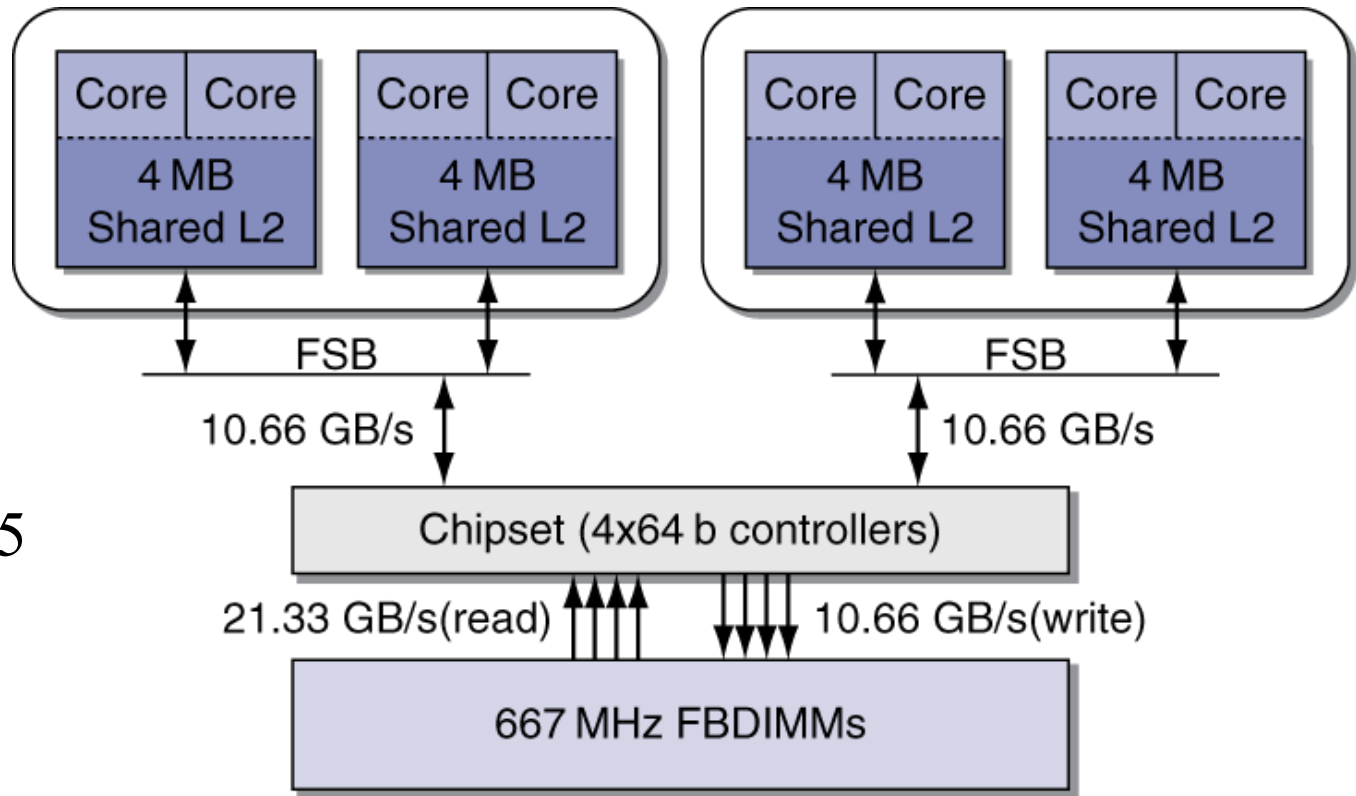 Core Core Core Core Core Core Core Core
4 MB 4 MB 4 MB 4 MB
Shared L2 Shared L2 Shared L2 Shared L2
FSB FSB
10.66 GB/s 10.66 GB/s
5
Chipset (4x64 b controllers)
21.33 GB/s(read) 10.66 GB/s(write)
667 MHz FBDIMMs